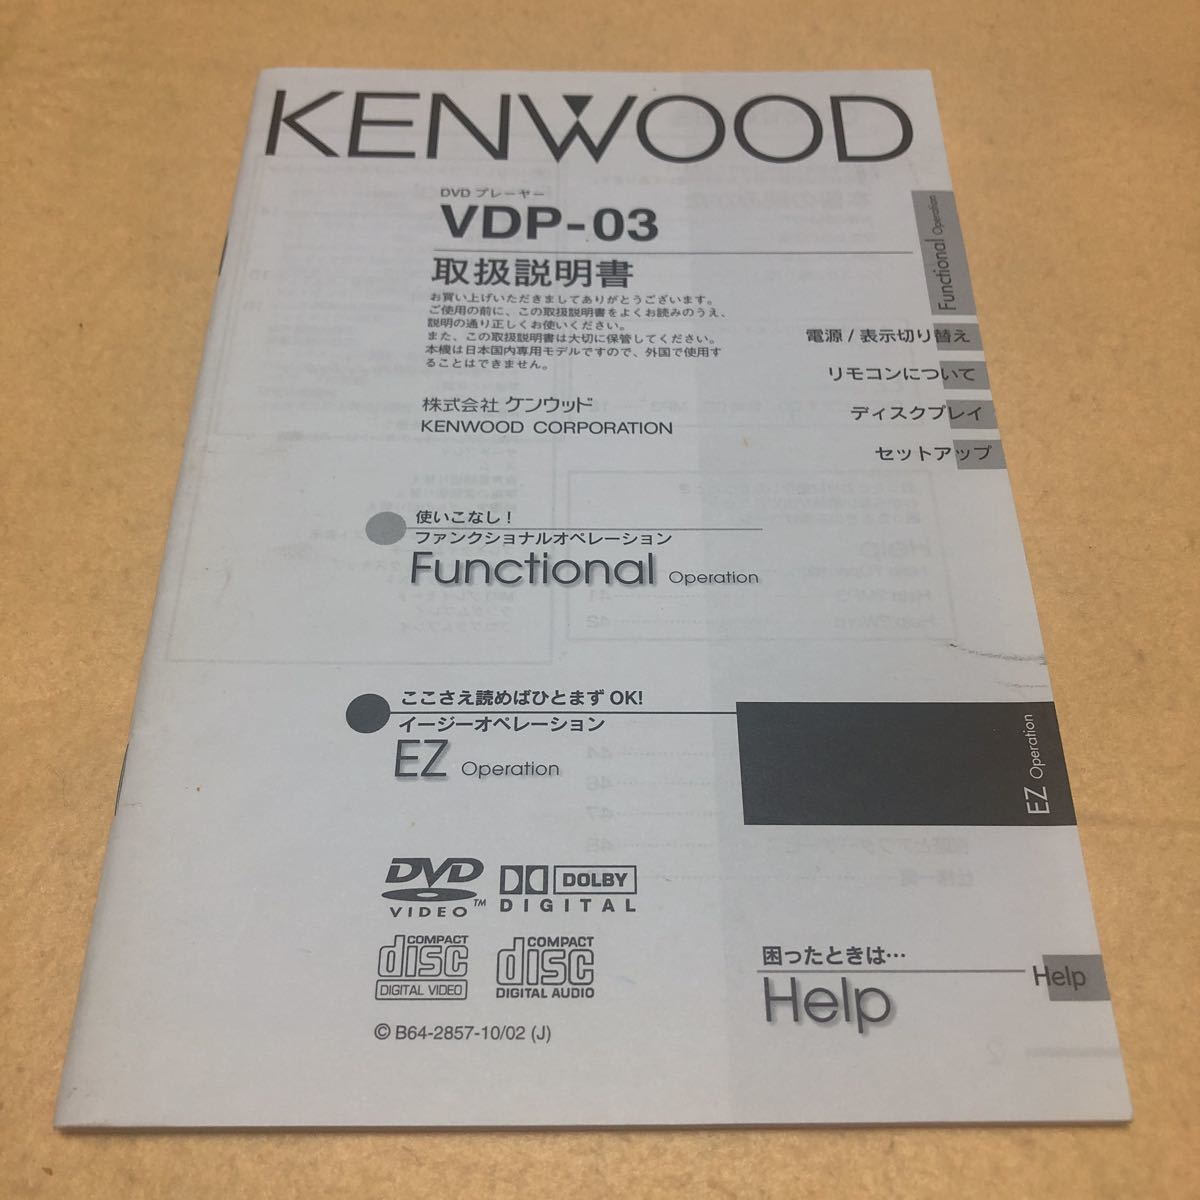 KENWOOD
DVD プレーヤー
VDP-03
取扱説明書
お買い上げいただきましてありがとうございます。
ご使用の前に、この取扱説明書をよくお読みのうえ、
説明の通り正しくお使いください。
また、この取扱説明書は大切に保管してください。
本機は日本国内専用モデルですので、外国で使用す
ることはできません。
株式会社 ケンウッド
KENWOOD CORPORATION
Functional Operation
電源 / 表示切り替え
リモコンについて
ディスクプレイ
セットアップ
使いこなし！
ファンクショナルオペレーション
Functional Operation
ここさえ読めばひとまず OK!
イージーオペレーション
EZ Operation
EZ Operation
DVD
VIDEO TM
DOLBY
DIGITAL
COMPACT
disc
DIGITAL VIDEO
COMPACT
disc
DIGITAL AUDIO
© B64-2857-10/02 (J)
困ったときは…
Help
Help